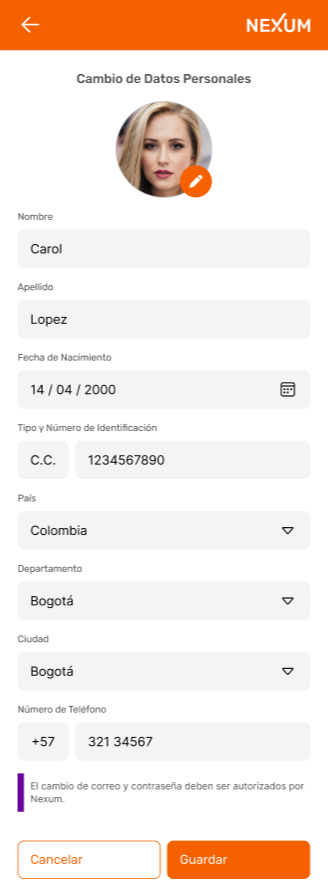 NEXUM
Cambio de Datos Personales
Nombre
Carol
Apellido
Lopez
Fecha de Nacimiento
14 / 04 / 2000
Tipo y Número de Identificación
C.C. 1234567890
País
Colombia
Departamento
Bogotá
Ciudad
Bogotá
Número de Teléfono
+57 321 34567
El cambio de correo y contraseña deben ser autorizados por
Nexum.
Cancelar Guardar